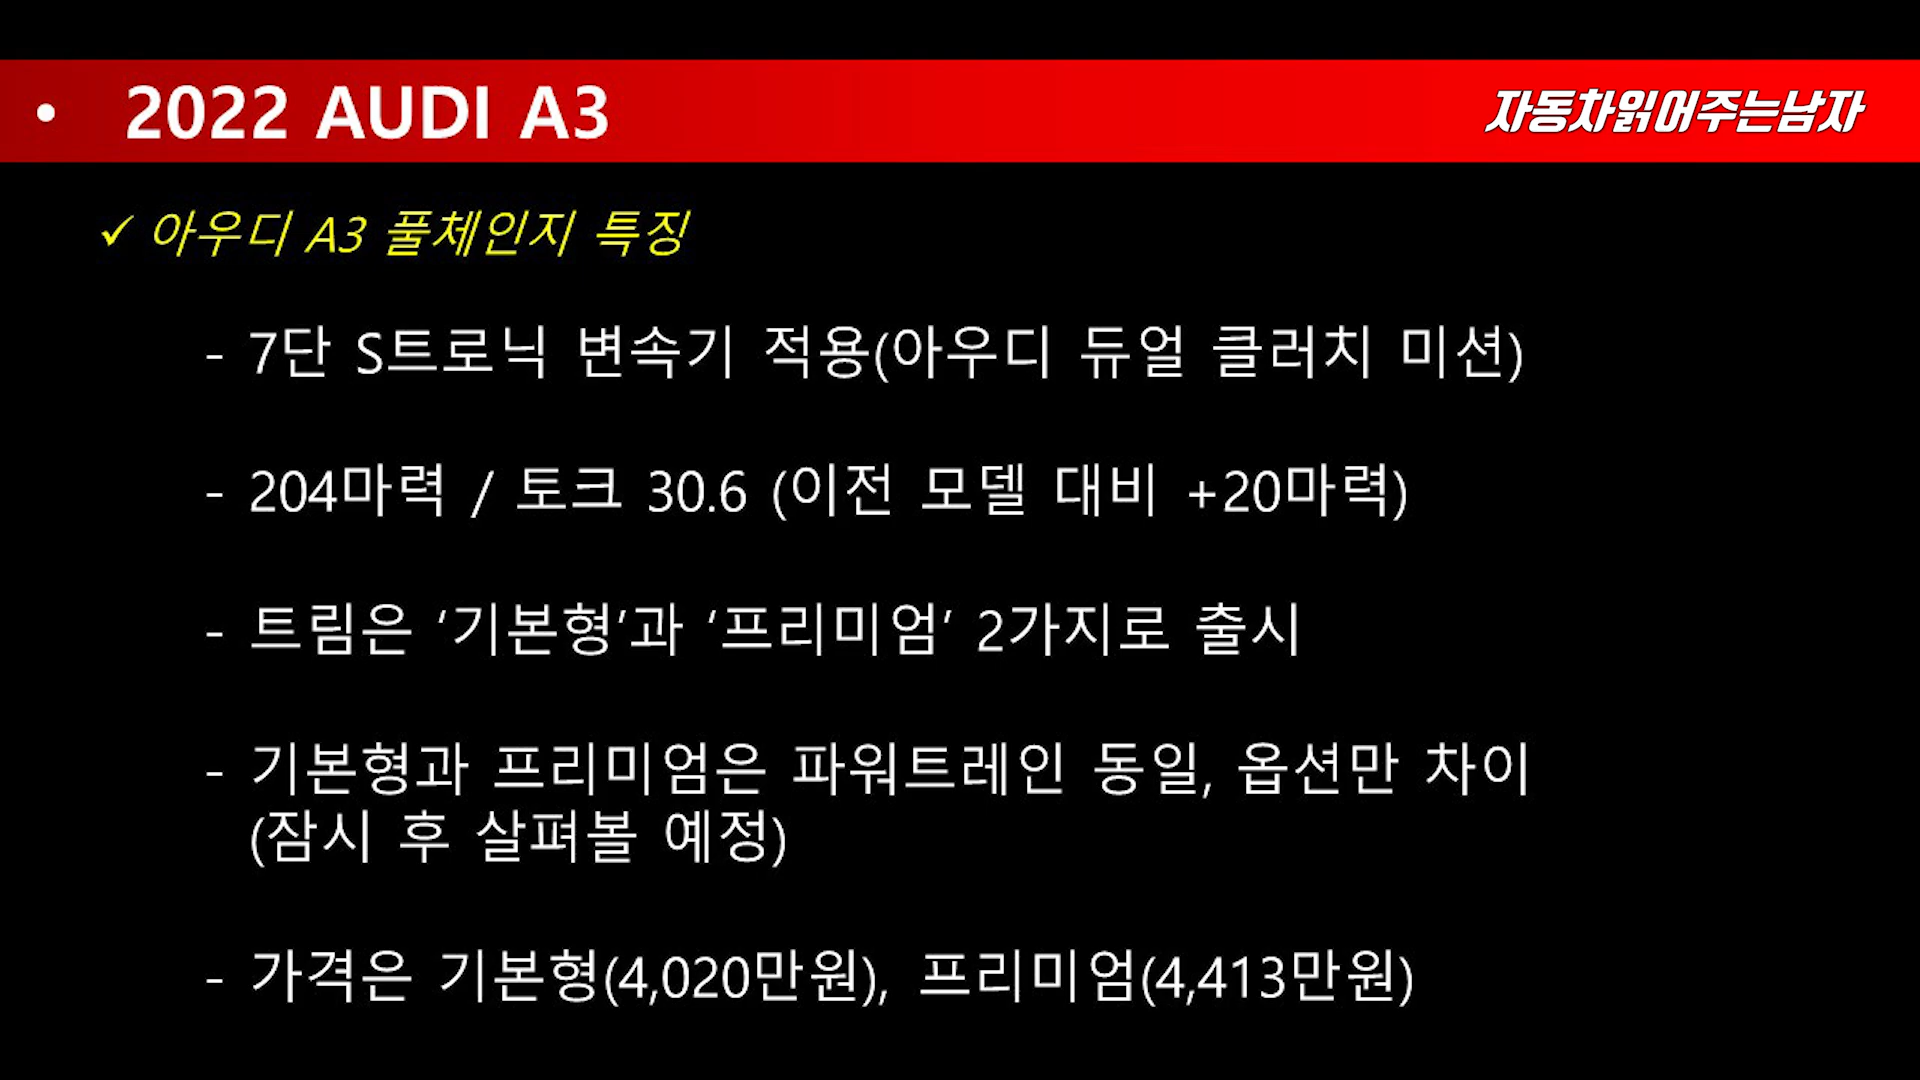 • 2022 AUDI A3
자동차읽어주는남자
✓ 아우디 A3 풀체인지 특징
- 7단 S트로닉 변속기 적용(아우디 듀얼 클러치 미션)
- 204마력 / 토크 30.6 (이전 모델 대비 +20마력)
- 트림은 ‘기본형’과 ‘프리미엄’ 2가지로 출시
- 기본형과 프리미엄은 파워트레인 동일, 옵션만 차이
(잠시 후 살펴볼 예정)
- 가격은 기본형(4,020만원), 프리미엄(4,413만원)